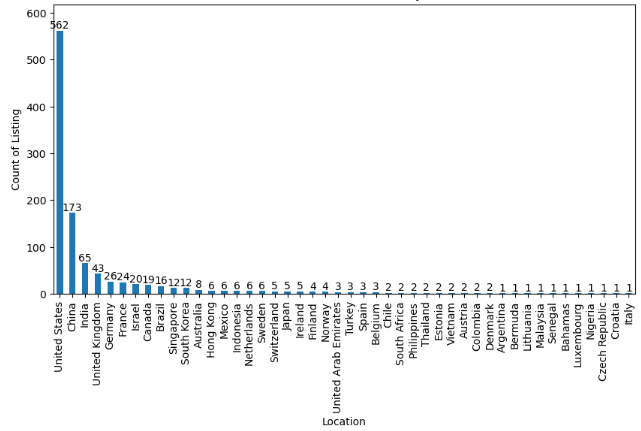 600
500
400
300
200
100
0
Count of Listing
562
173
65
43
26
24
20
19
16
12
12
8
6
6
6
6
6
5
5
5
4
4
3
3
3
3
2
2
2
2
2
2
2
2
2
1
1
1
1
1
1
1
1
1
1
1
United States
China
India
United Kingdom
Germany
France
Israel
Canada
Brazil
Singapore
South Korea
Australia
Hong Kong
Mexico
Indonesia
Netherlands
Sweden
Switzerland
Japan
Ireland
Finland
Norway
United Arab Emirates
Turkey
Spain
Belgium
Chile
South Africa
Philippines
Thailand
Estonia
Vietnam
Austria
Colombia
Denmark
Argentina
Bermuda
Lithuania
Malaysia
Senegal
Bahamas
Luxembourg
Nigeria
Czech Republic
Croatia
Italy
Location